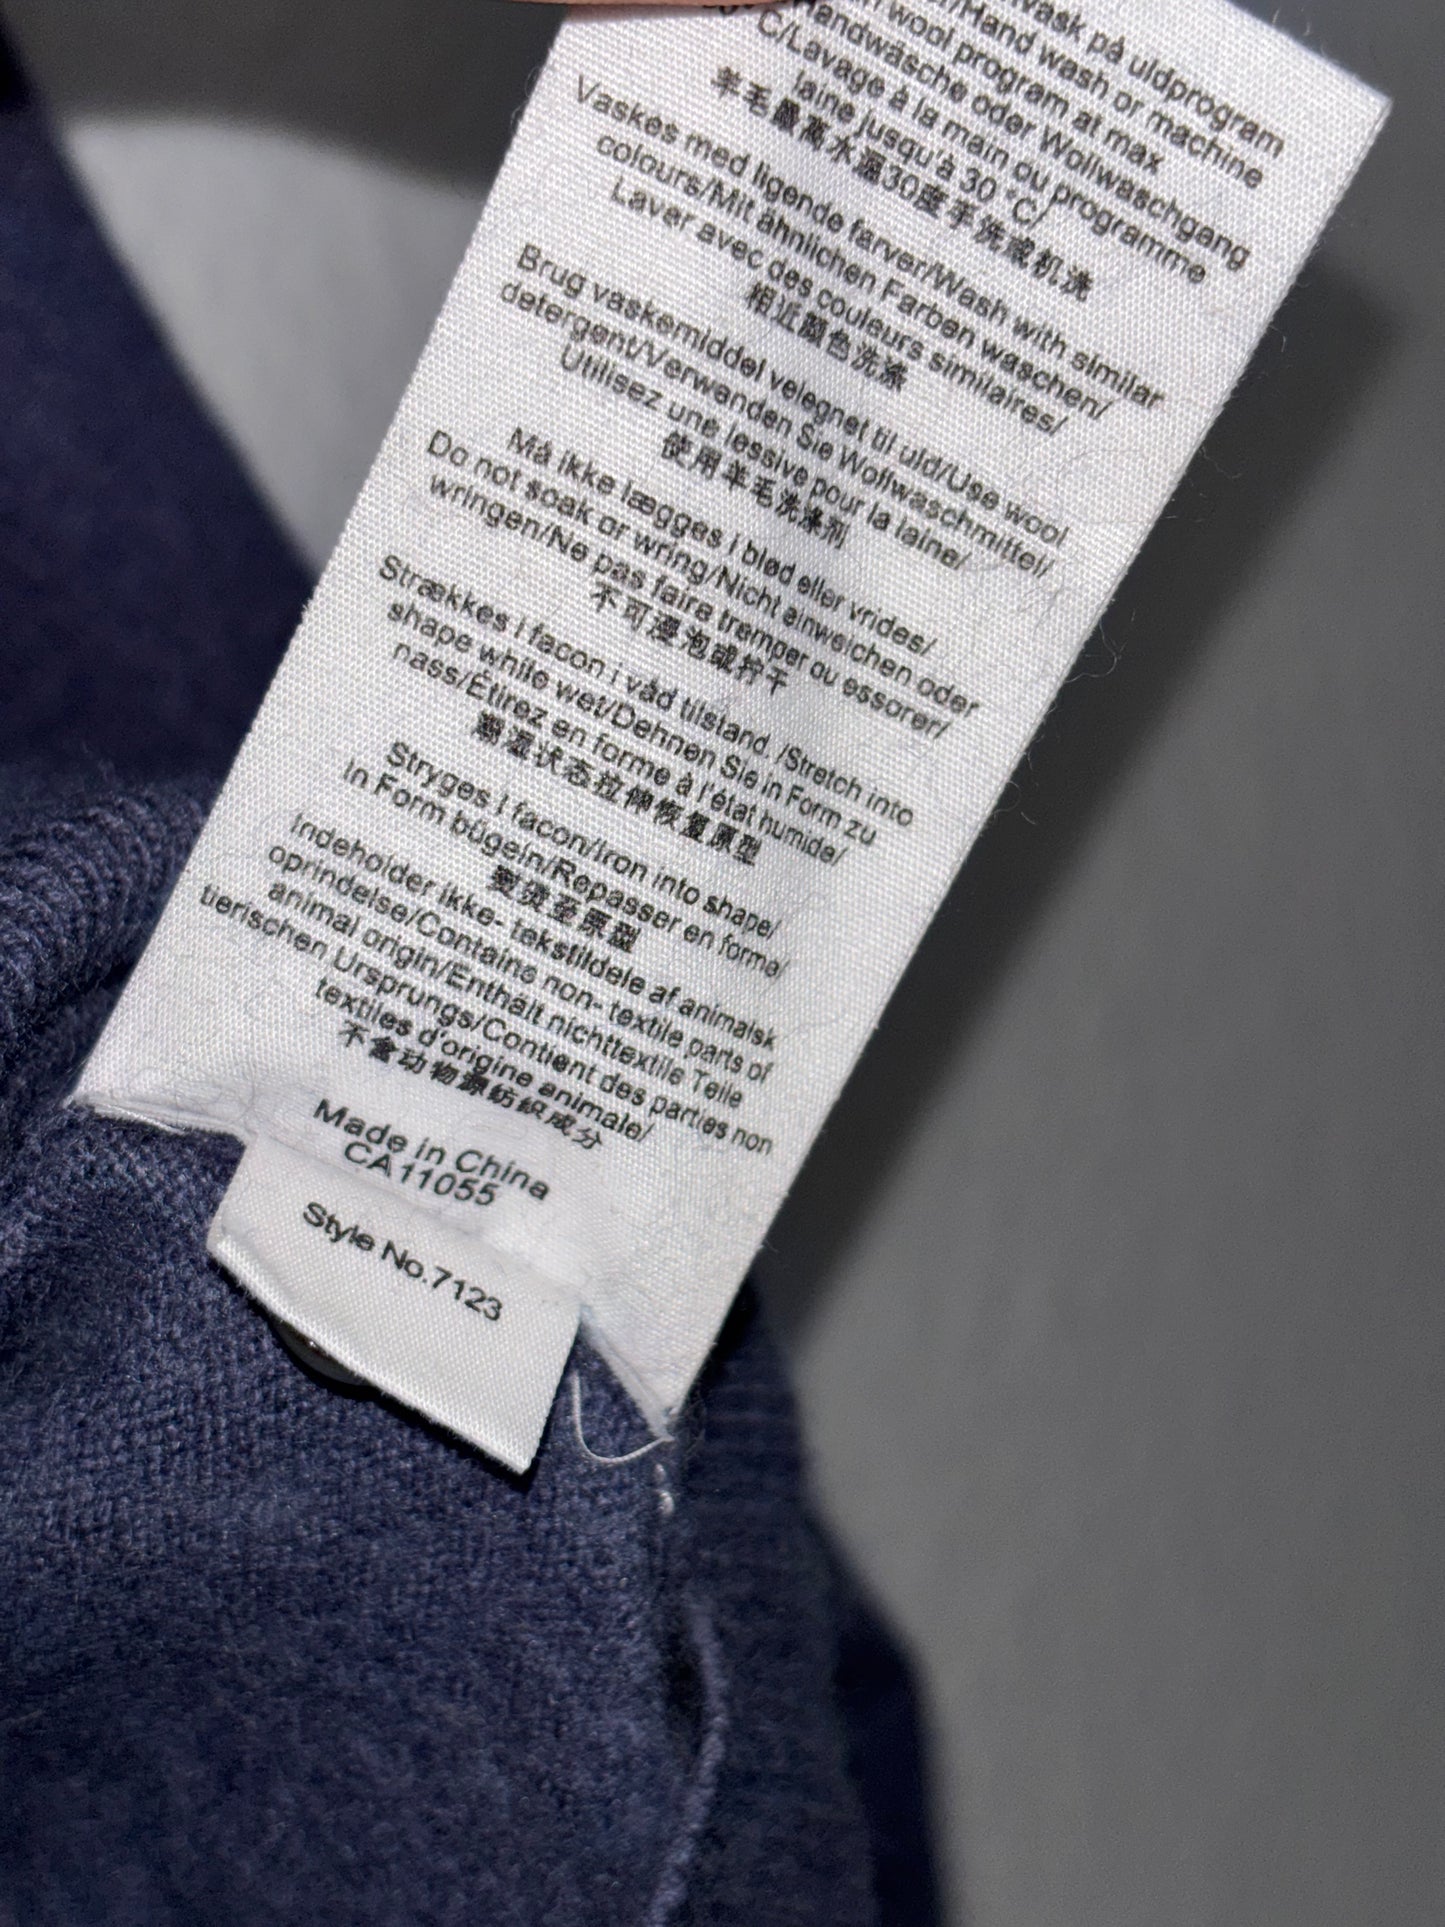 vask på uldprogram
/Hand wash or machine
wool program at max
Handwäsche oder Wollwaschgang
C/Lavage à la main ou programme
laine jusqu'à 30 °C/
羊毛最高水温30度手洗或机洗
Vaskes med ligende farver/Wash with similar
colours/Mit ähnlichen Farben waschen/
Laver avec des couleurs similaires/
相近颜色洗涤
Brug vaskemiddel velegnet til uld/Use wool
detergent/Verwenden Sie Wollwaschmittel/
Utilisez une lessive pour la laine/
使用羊毛洗涤剂
Må ikke lægges i blød eller vrides/
Do not soak or wring/Nicht einweichen oder
wringen/Ne pas faire tremper ou essorer/
不可浸泡或拧干
Strækkes i facon i våd tilstand. /Stretch into
shape while wet/Dehnen Sie in Form zu
nass/Étirez en forme à l'état humide/
潮湿状态拉伸恢复原型
Stryges i facon/Iron into shape/
In Form bügeln/Repasser en forme/
熨烫至原型
Indeholder ikke- tekstildele af animalsk
oprindelse/Contains non- textile parts of
animal origin/Enthält nichttextile Teile
tierischen Ursprungs/Contient des parties non
textiles d'origine animale/
不含动物源纺织成分
Made in China
CA11055
Style No.7123